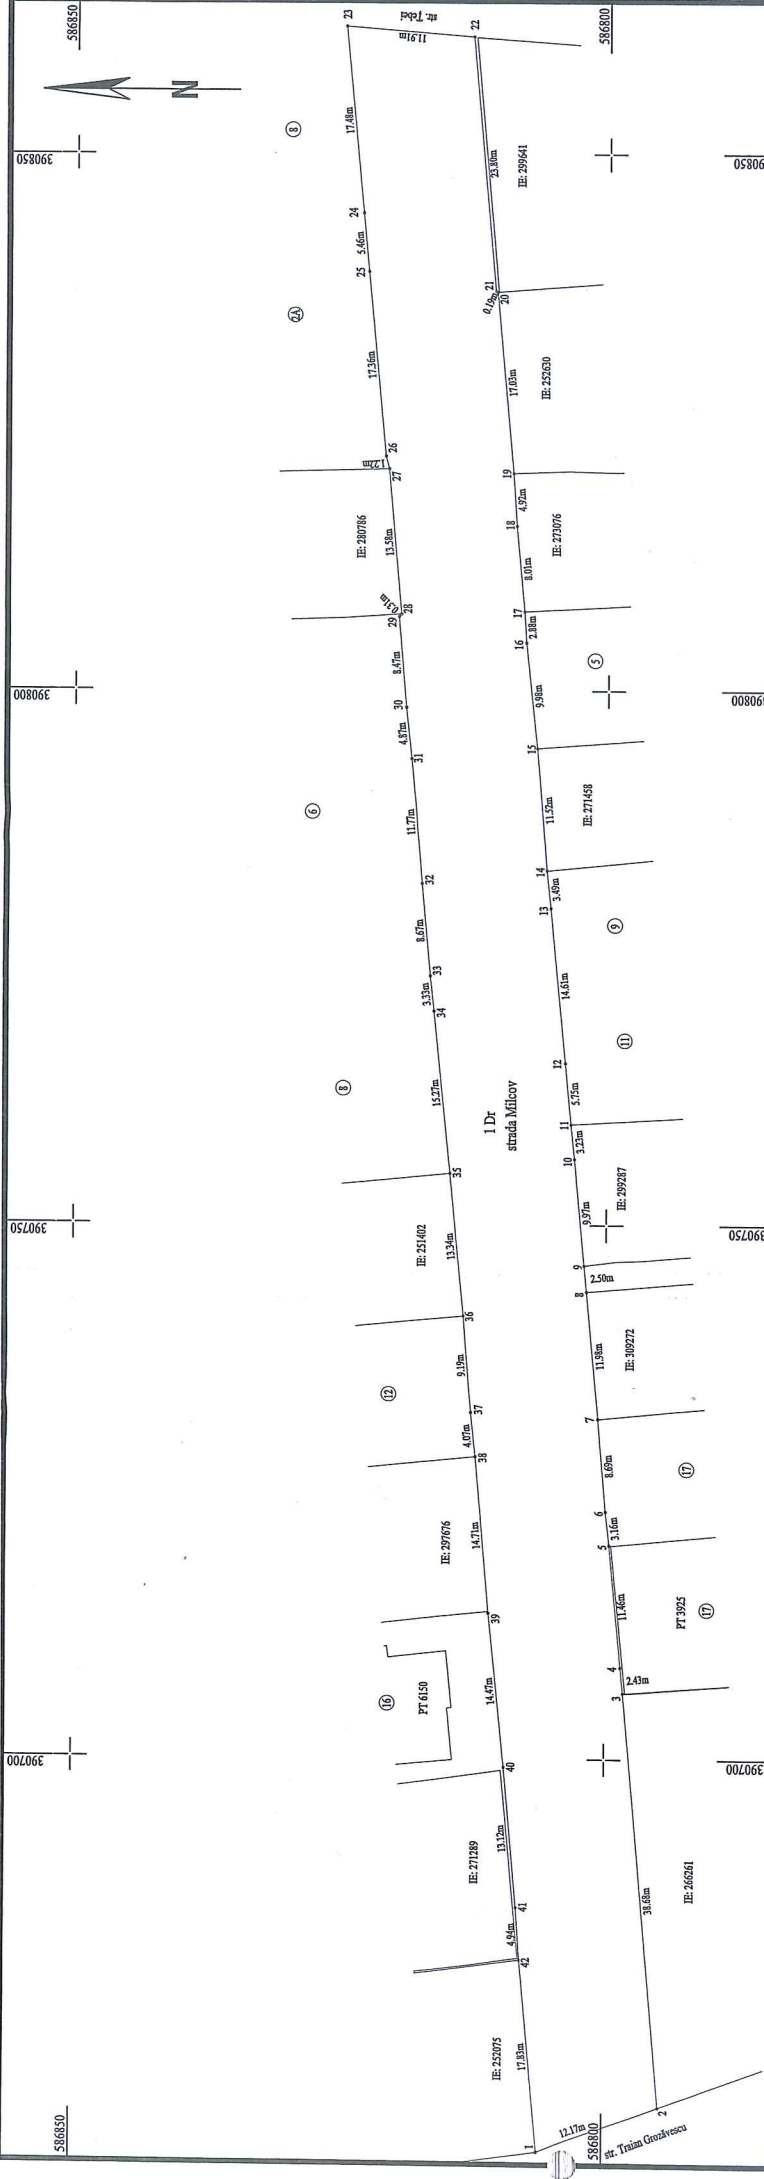 586850
586800
23
str. Țebei
11.91m
22
N
390850
390850
17.48m
8
23.80m
IE: 299641
24
5.46m
25
21
0.19m
20
2A
17.36m
17.03m
IE: 252630
26
1.22m
27
19
4.92m
18
IE: 280786
13.58m
8.01m
IE: 273076
0.31m
28
29
17
2.88m
16
8.47m
5
390800
390800
30
4.87m
31
9.98m
15
6
11.77m
11.52m
IE: 271458
32
14
3.49m
13
8.67m
9
33
3.33m
34
14.61m
11
12
8
15.27m
1 Dr
strada Milcov
5.75m
11
3.23m
10
35
IE: 299287
9.97m
390750
390750
IE: 251402
13.34m
9
2.50m
8
36
12
9.19m
11.98m
IE: 309272
37
4.07m
38
7
8.69m
17
6
3.16m
5
IE: 297676
14.71m
11.46m
PT 3925
17
39
16
PT 6150
14.47m
4
2.43m
3
390700
390700
40
IE: 271289
13.12m
41
4.94m
42
38.68m
IE: 266261
IE: 252075
17.83m
1
12.17m
2
str. Traian Grozăvescu
586850
586800